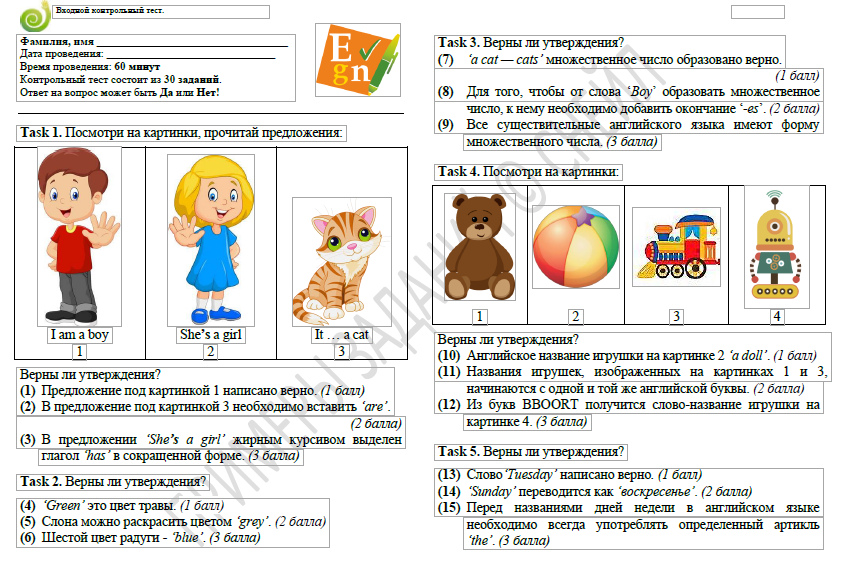 Входной контрольный тест.
Фамилия, имя
Дата проведения:
Время проведения: 60 минут
Контрольный тест состоит из 30 заданий.
Ответ на вопрос может быть Да или Нет!
E
gn
Task 1. Посмотри на картинки, прочитай предложения:
I am a boy
She’s a girl
It … a cat
1
2
3
Верны ли утверждения?
(1) Предложение под картинкой 1 написано верно. (1 балл)
(2) В предложение под картинкой 3 необходимо вставить ‘are’.
(2 балла)
(3) В предложении ‘She’s a girl’ жирным курсивом выделен
глагол ‘has’ в сокращенной форме. (3 балла)
Task 2. Верны ли утверждения?
(4) ‘Green’ это цвет травы. (1 балл)
(5) Слона можно раскрасить цветом ‘grey’. (2 балла)
(6) Шестой цвет радуги - ‘blue’. (3 балла)
Task 3. Верны ли утверждения?
(7) ‘a cat — cats’ множественное число образовано верно.
(1 балл)
(8) Для того, чтобы от слова ‘Boy’ образовать множественное
число, к нему необходимо добавить окончание ‘-es’. (2 балла)
(9) Все существительные английского языка имеют форму
множественного числа. (3 балла)
Task 4. Посмотри на картинки:
1
2
3
4
Верны ли утверждения?
(10) Английское название игрушки на картинке 2 ‘a doll’. (1 балл)
(11) Названия игрушек, изображенных на картинках 1 и 3,
начинаются с одной и той же английской буквы. (2 балла)
(12) Из букв BBOORT получится слово-название игрушки на
картинке 4. (3 балла)
Task 5. Верны ли утверждения?
(13) Слово ‘Tuesday’ написано верно. (1 балл)
(14) ‘Sunday’ переводится как ‘воскресенье’. (2 балла)
(15) Перед названиями дней недели в английском языке
необходимо всегда употреблять определенный артикль
‘the’. (3 балла)
ПРИМЕРЫ ЗАДАНИЙ © СНЕЙЛ